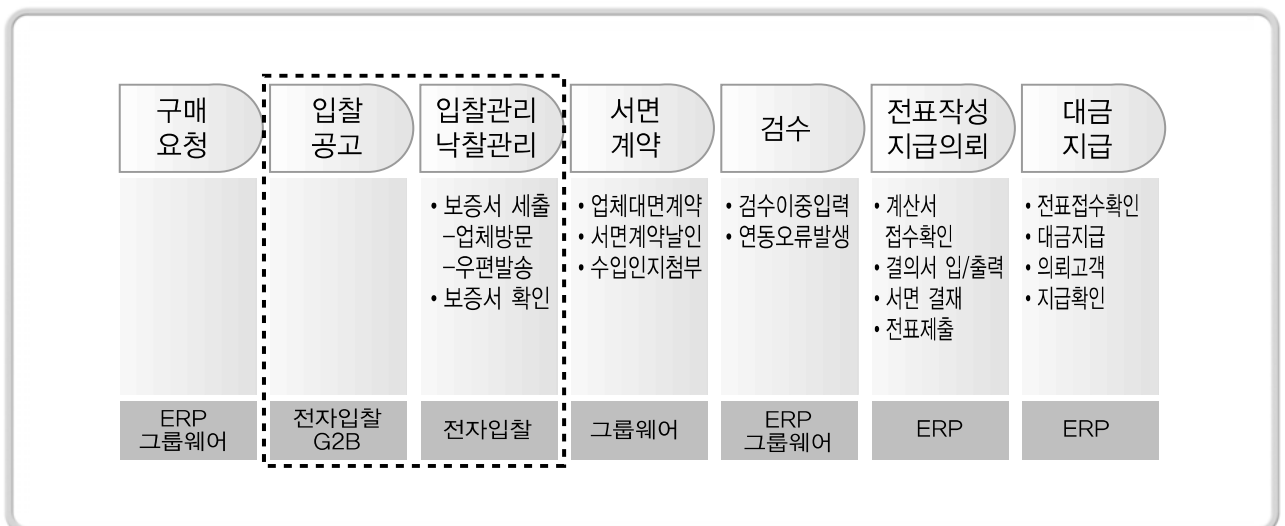 구매
요청
입찰
공고
입찰관리
낙찰관리
서면
계약
검수
전표작성
지급의뢰
대금
지급
• 보증서 세출
–업체방문
–우편발송
• 보증서 확인
• 업체대면계약
• 서면계약날인
• 수입인지첨부
• 검수이중입력
• 연동오류발생
• 계산서
접수확인
• 결의서 입/출력
• 서면 결재
• 전표제출
• 전표접수확인
• 대금지급
• 의뢰고객
• 지급확인
ERP
그룹웨어
전자입찰
G2B
전자입찰
그룹웨어
ERP
그룹웨어
ERP
ERP